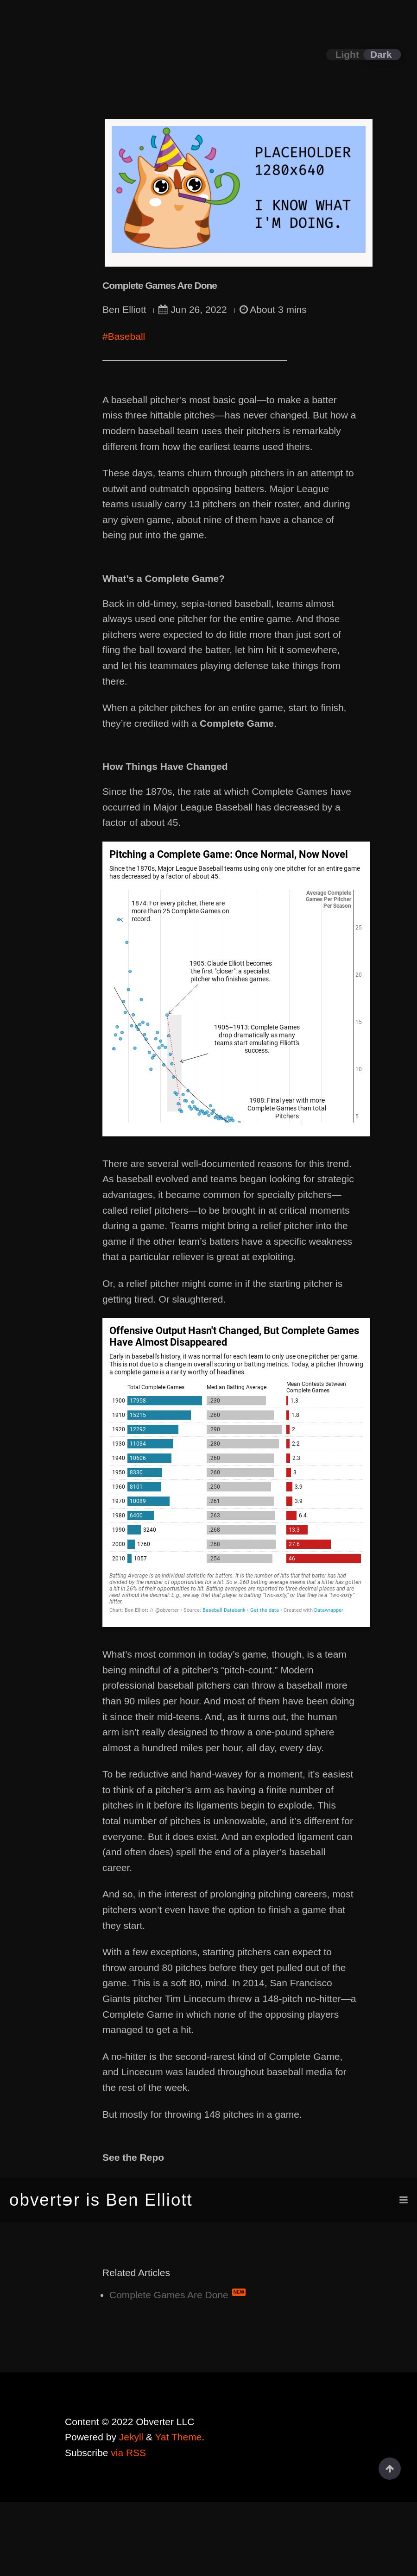 Light Dark
PLACEHOLDER
1280x640
I KNOW WHAT
I'M DOING.
Complete Games Are Done
Ben Elliott Jun 26, 2022 About 3 mins
#Baseball
A baseball pitcher’s most basic goal—to make a batter
miss three hittable pitches—has never changed. But how a
modern baseball team uses their pitchers is remarkably
different from how the earliest teams used theirs.
These days, teams churn through pitchers in an attempt to
outwit and outmatch opposing batters. Major League
teams usually carry 13 pitchers on their roster, and during
any given game, about nine of them have a chance of
being put into the game.
What’s a Complete Game?
Back in old-timey, sepia-toned baseball, teams almost
always used one pitcher for the entire game. And those
pitchers were expected to do little more than just sort of
fling the ball toward the batter, let him hit it somewhere,
and let his teammates playing defense take things from
there.
When a pitcher pitches for an entire game, start to finish,
they’re credited with a Complete Game.
How Things Have Changed
Since the 1870s, the rate at which Complete Games have
occurred in Major League Baseball has decreased by a
factor of about 45.
Pitching a Complete Game: Once Normal, Now Novel
Since the 1870s, Major League Baseball teams using only one pitcher for an entire game
has decreased by a factor of about 45.
Average Complete
Games Per Pitcher
Per Season
1874: For every pitcher, there are
more than 25 Complete Games on
record.
25
1905: Claude Elliott becomes
the first "closer": a specialist
pitcher who finishes games.
20
15
1905–1913: Complete Games
drop dramatically as many
teams start emulating Elliott's
success.
10
1988: Final year with more
Complete Games than total
Pitchers
5
There are several well-documented reasons for this trend.
As baseball evolved and teams began looking for strategic
advantages, it became common for specialty pitchers—
called relief pitchers—to be brought in at critical moments
during a game. Teams might bring a relief pitcher into the
game if the other team’s batters have a specific weakness
that a particular reliever is great at exploiting.
Or, a relief pitcher might come in if the starting pitcher is
getting tired. Or slaughtered.
Offensive Output Hasn't Changed, But Complete Games
Have Almost Disappeared
Early in baseball's history, it was normal for each team to only use one pitcher per game.
This is not due to a change in overall scoring or batting metrics. Today, a pitcher throwing
a complete game is a rarity worthy of headlines.
Total Complete Games Median Batting Average Mean Contests Between
Complete Games
1900 17958 .230 1.3
1910 15215 .260 1.8
1920 12292 .290 2
1930 11034 .280 2.2
1940 10606 .260 2.3
1950 8330 .260 3
1960 8101 .250 3.9
1970 10089 .261 3.9
1980 6400 .263 6.4
1990 3240 .268 13.3
2000 1760 .268 27.6
2010 1057 .254 46
Batting Average is an individual statistic for batters. It is the number of hits that that batter has had
divided by the number of opportunities for a hit. So a .260 batting average means that a hitter has gotten
a hit in 26% of their opportunities to hit. Batting averages are reported to three decimal places and are
read without the decimal. E.g., we say that that player is batting "two-sixty," or that they're a "two-sixty"
hitter.
Chart: Ben Elliott // @obverter • Source: Baseball Databank • Get the data • Created with Datawrapper
What’s most common in today’s game, though, is a team
being mindful of a pitcher’s “pitch-count.” Modern
professional baseball pitchers can throw a baseball more
than 90 miles per hour. And most of them have been doing
it since their mid-teens. And, as it turns out, the human
arm isn’t really designed to throw a one-pound sphere
almost a hundred miles per hour, all day, every day.
To be reductive and hand-wavey for a moment, it’s easiest
to think of a pitcher’s arm as having a finite number of
pitches in it before its ligaments begin to explode. This
total number of pitches is unknowable, and it’s different for
everyone. But it does exist. And an exploded ligament can
(and often does) spell the end of a player’s baseball
career.
And so, in the interest of prolonging pitching careers, most
pitchers won’t even have the option to finish a game that
they start.
With a few exceptions, starting pitchers can expect to
throw around 80 pitches before they get pulled out of the
game. This is a soft 80, mind. In 2014, San Francisco
Giants pitcher Tim Lincecum threw a 148-pitch no-hitter—a
Complete Game in which none of the opposing players
managed to get a hit.
A no-hitter is the second-rarest kind of Complete Game,
and Lincecum was lauded throughout baseball media for
the rest of the week.
But mostly for throwing 148 pitches in a game.
See the Repo
obvertɘr is Ben Elliott
Related Articles
Complete Games Are Done NEW
Content © 2022 Obverter LLC
Powered by Jekyll & Yat Theme.
Subscribe via RSS